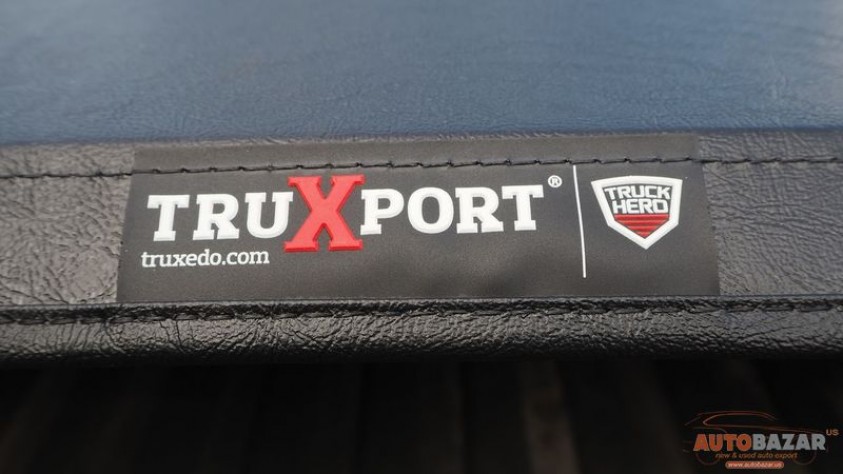 TRUXPORT®
truxedo.com
TRUCK
HERO
AUTOBAZAR US
new & used auto export
www.autobazar.us